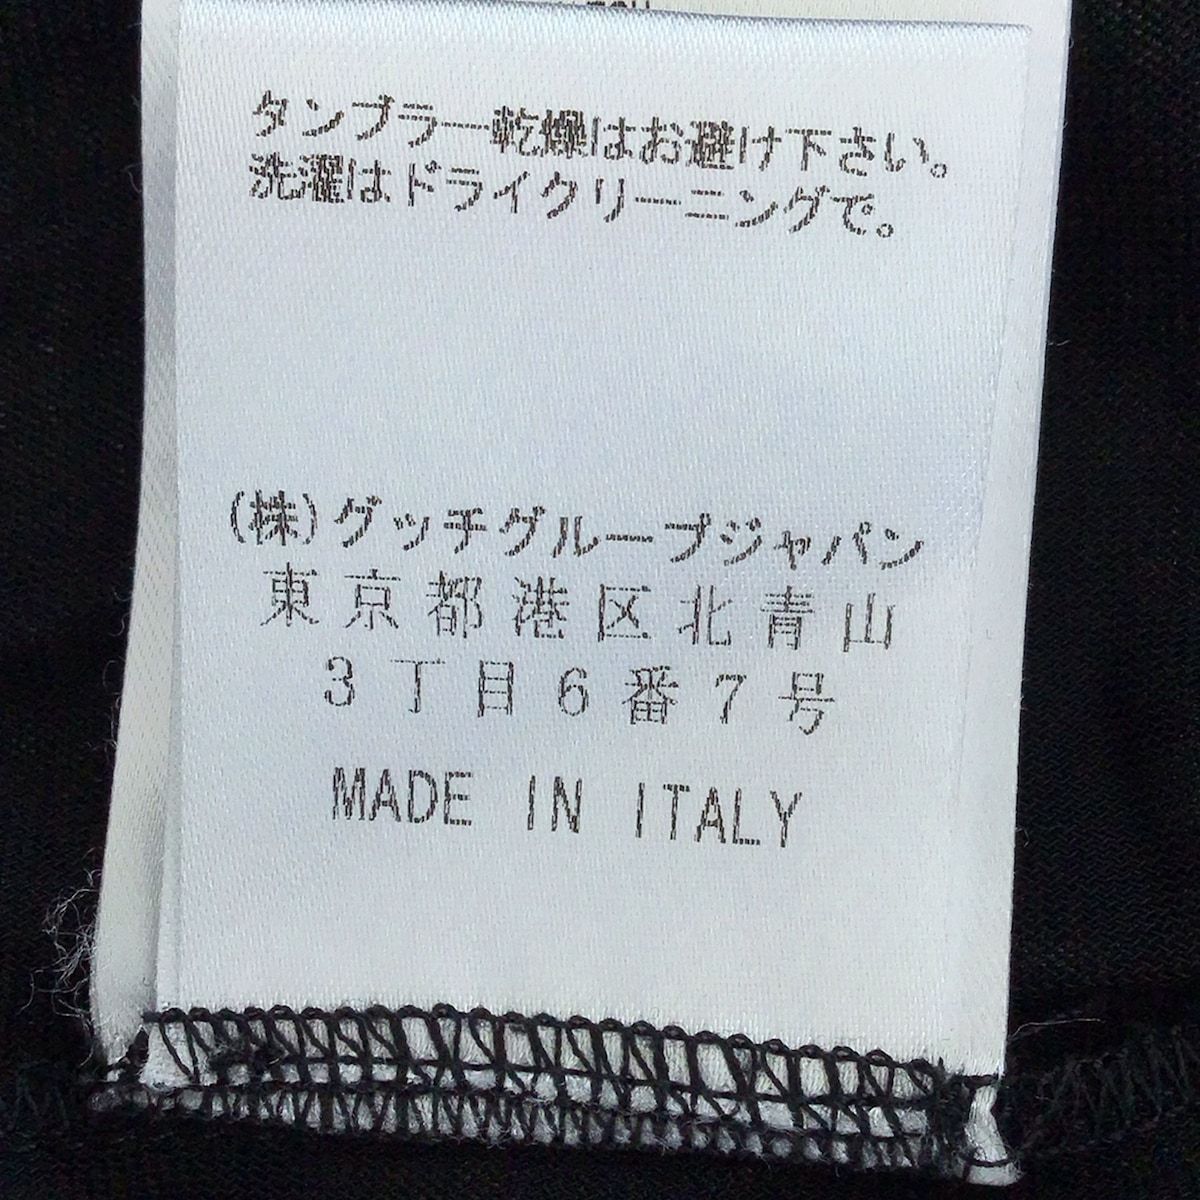 タンブラー乾燥はお避け下さい。
洗濯はドライクリーニングで。
(株)グッチグループジャパン
東京都港区北青山
3丁目6番7号
MADE IN ITALY